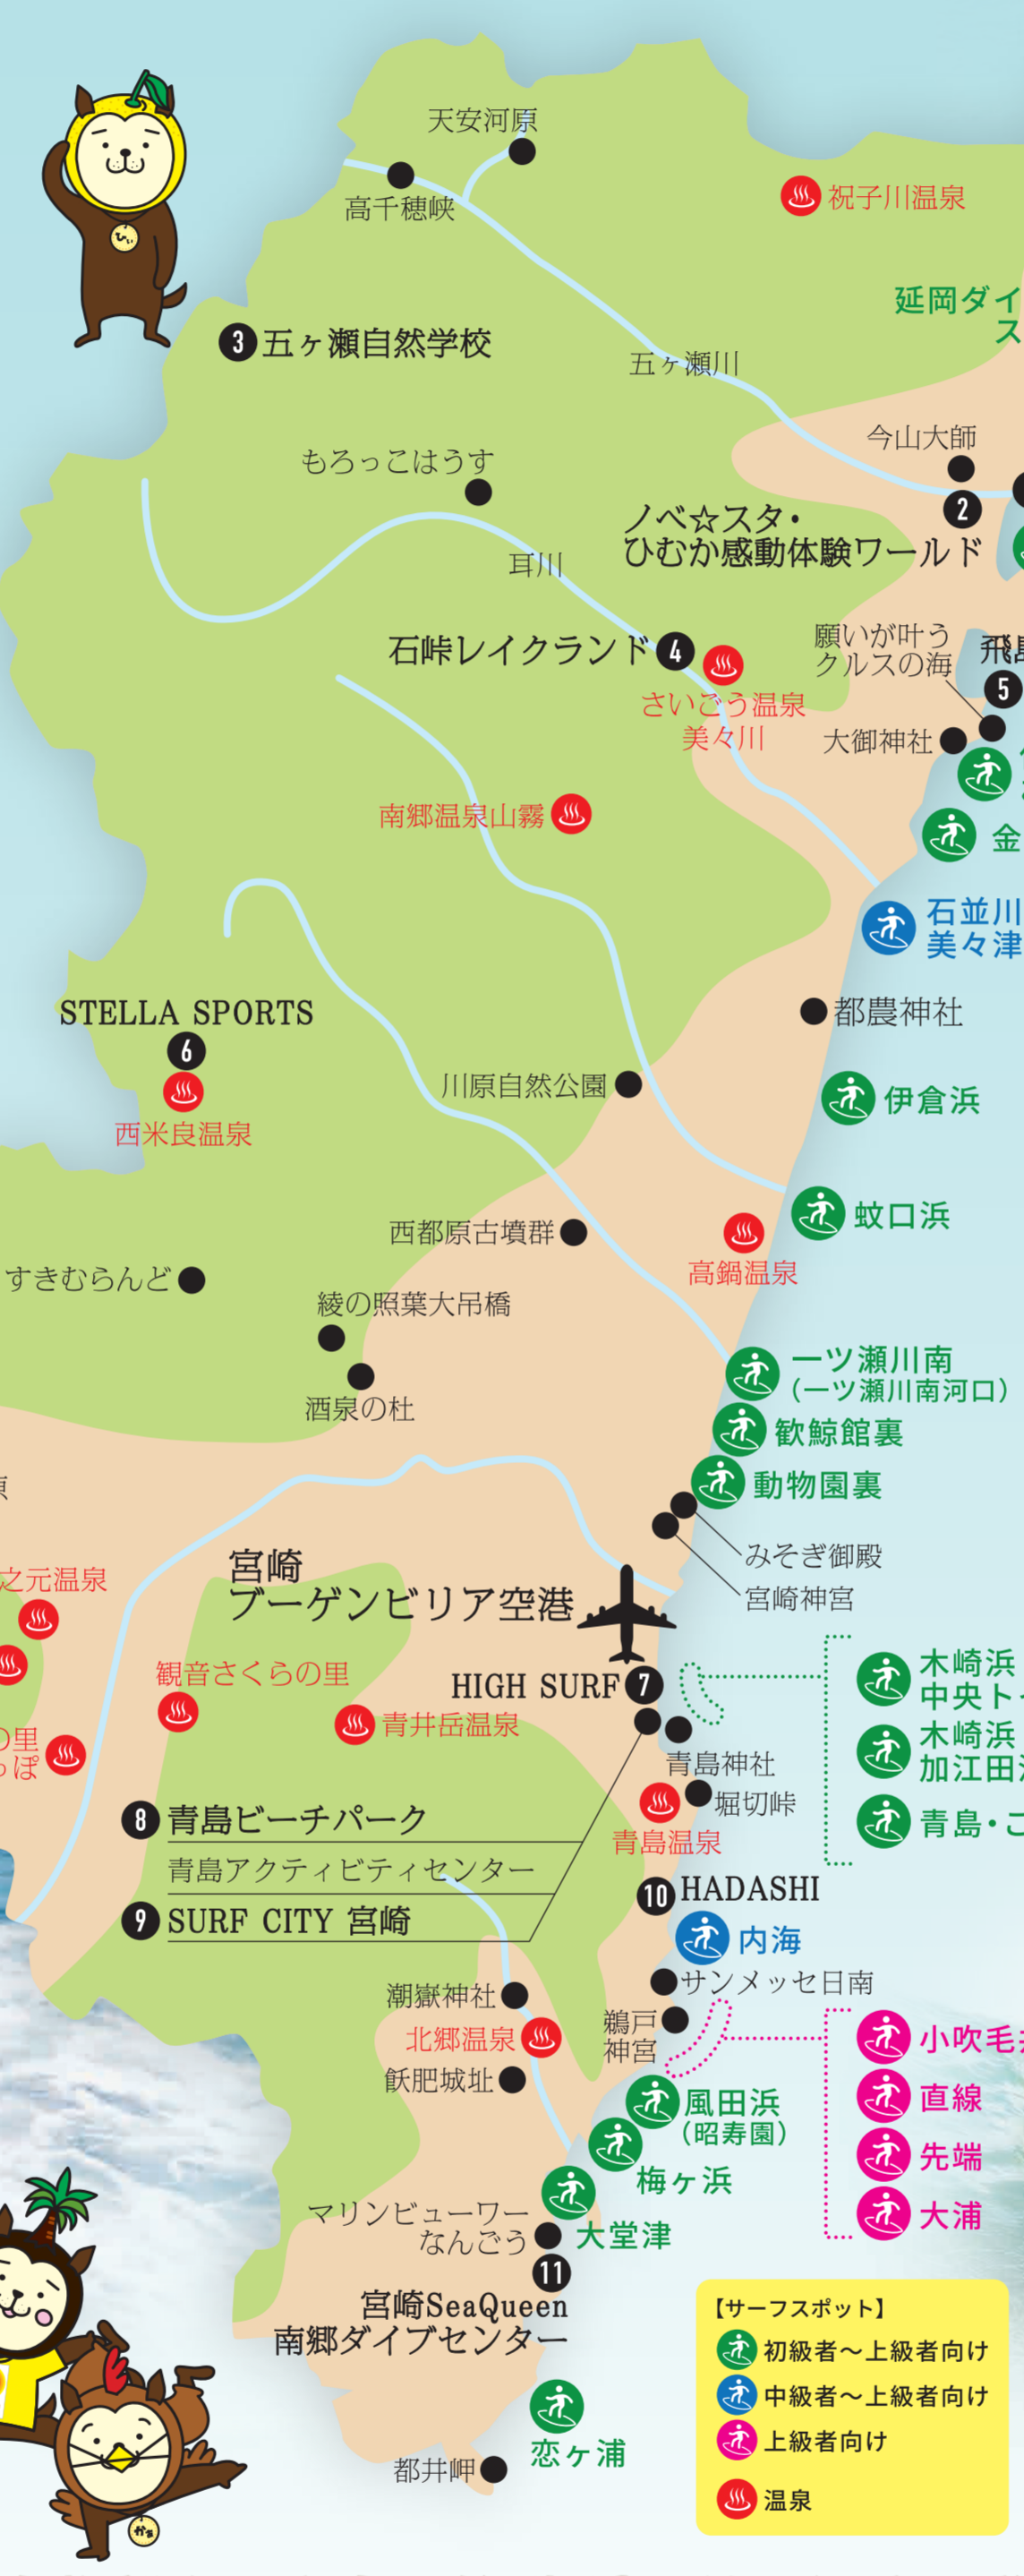 天安河原
高千穂峡
祝子川温泉
ひぃ
延岡ダイ
ス
3 五ヶ瀬自然学校
五ヶ瀬川
今山大師
もろっこはうす
2
ノベ☆スタ・
ひむか感動体験ワールド
耳川
願いが叶う
クルスの海
石峠レイクランド 4
5
さいごう温泉
美々川
大御神社
南郷温泉山霧
金
石並川
美々津
STELLA SPORTS
6
都農神社
川原自然公園
伊倉浜
西米良温泉
蚊口浜
西都原古墳群
高鍋温泉
すきむらんど
綾の照葉大吊橋
一ツ瀬川南
(一ツ瀬川南河口)
酒泉の杜
歓鯨館裏
動物園裏
みそぎ御殿
宮崎
ブーゲンビリア空港
之元温泉
宮崎神宮
観音さくらの里
HIGH SURF 7
木崎浜
中央ト
青井岳温泉
の里
っぽ
木崎浜
加江田
青島神社
堀切峠
8 青島ビーチパーク
青島・こ
青島温泉
青島アクティビティセンター
10 HADASHI
9 SURF CITY 宮崎
内海
サンメッセ日南
潮嶽神社
鵜戸
神宮
北郷温泉
小吹毛
飫肥城址
直線
風田浜
(昭寿園)
先端
梅ヶ浜
大浦
マリンビューワー
なんごう
大堂津
11
宮崎SeaQueen
南郷ダイブセンター
【サーフスポット】
初級者〜上級者向け
中級者〜上級者向け
上級者向け
温泉
恋ヶ浦
都井岬
かぁ